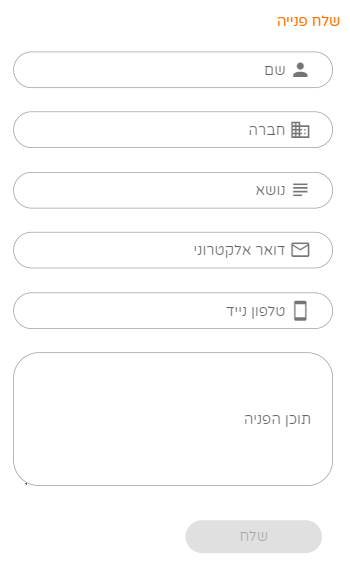 שלח פנייה
שם
חברה
נושא
דואר אלקטרוני
טלפון נייד
תוכן הפניה
שלח